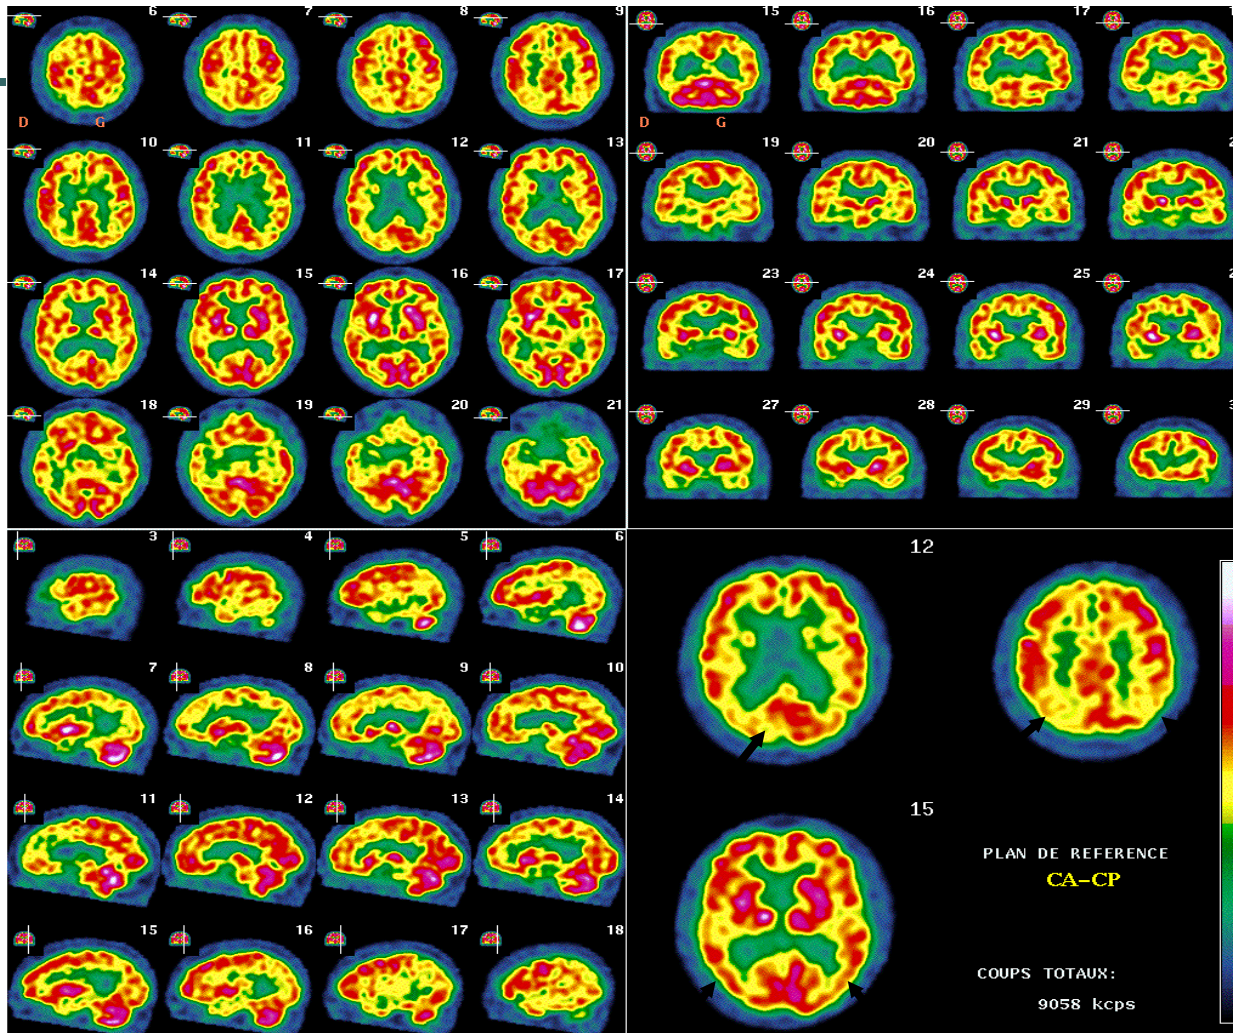 6 7 8 9
D G
10 11 12 13
14 15 16 17
18 19 20 21
15 16 17
D G
19 20 21
23 24 25
27 28 29
3 4 5 6
7 8 9 10
11 12 13 14
15 16 17 18
12
15
PLAN DE REFERENCE
CA-CP
COUPS TOTAUX:
9058 kcps